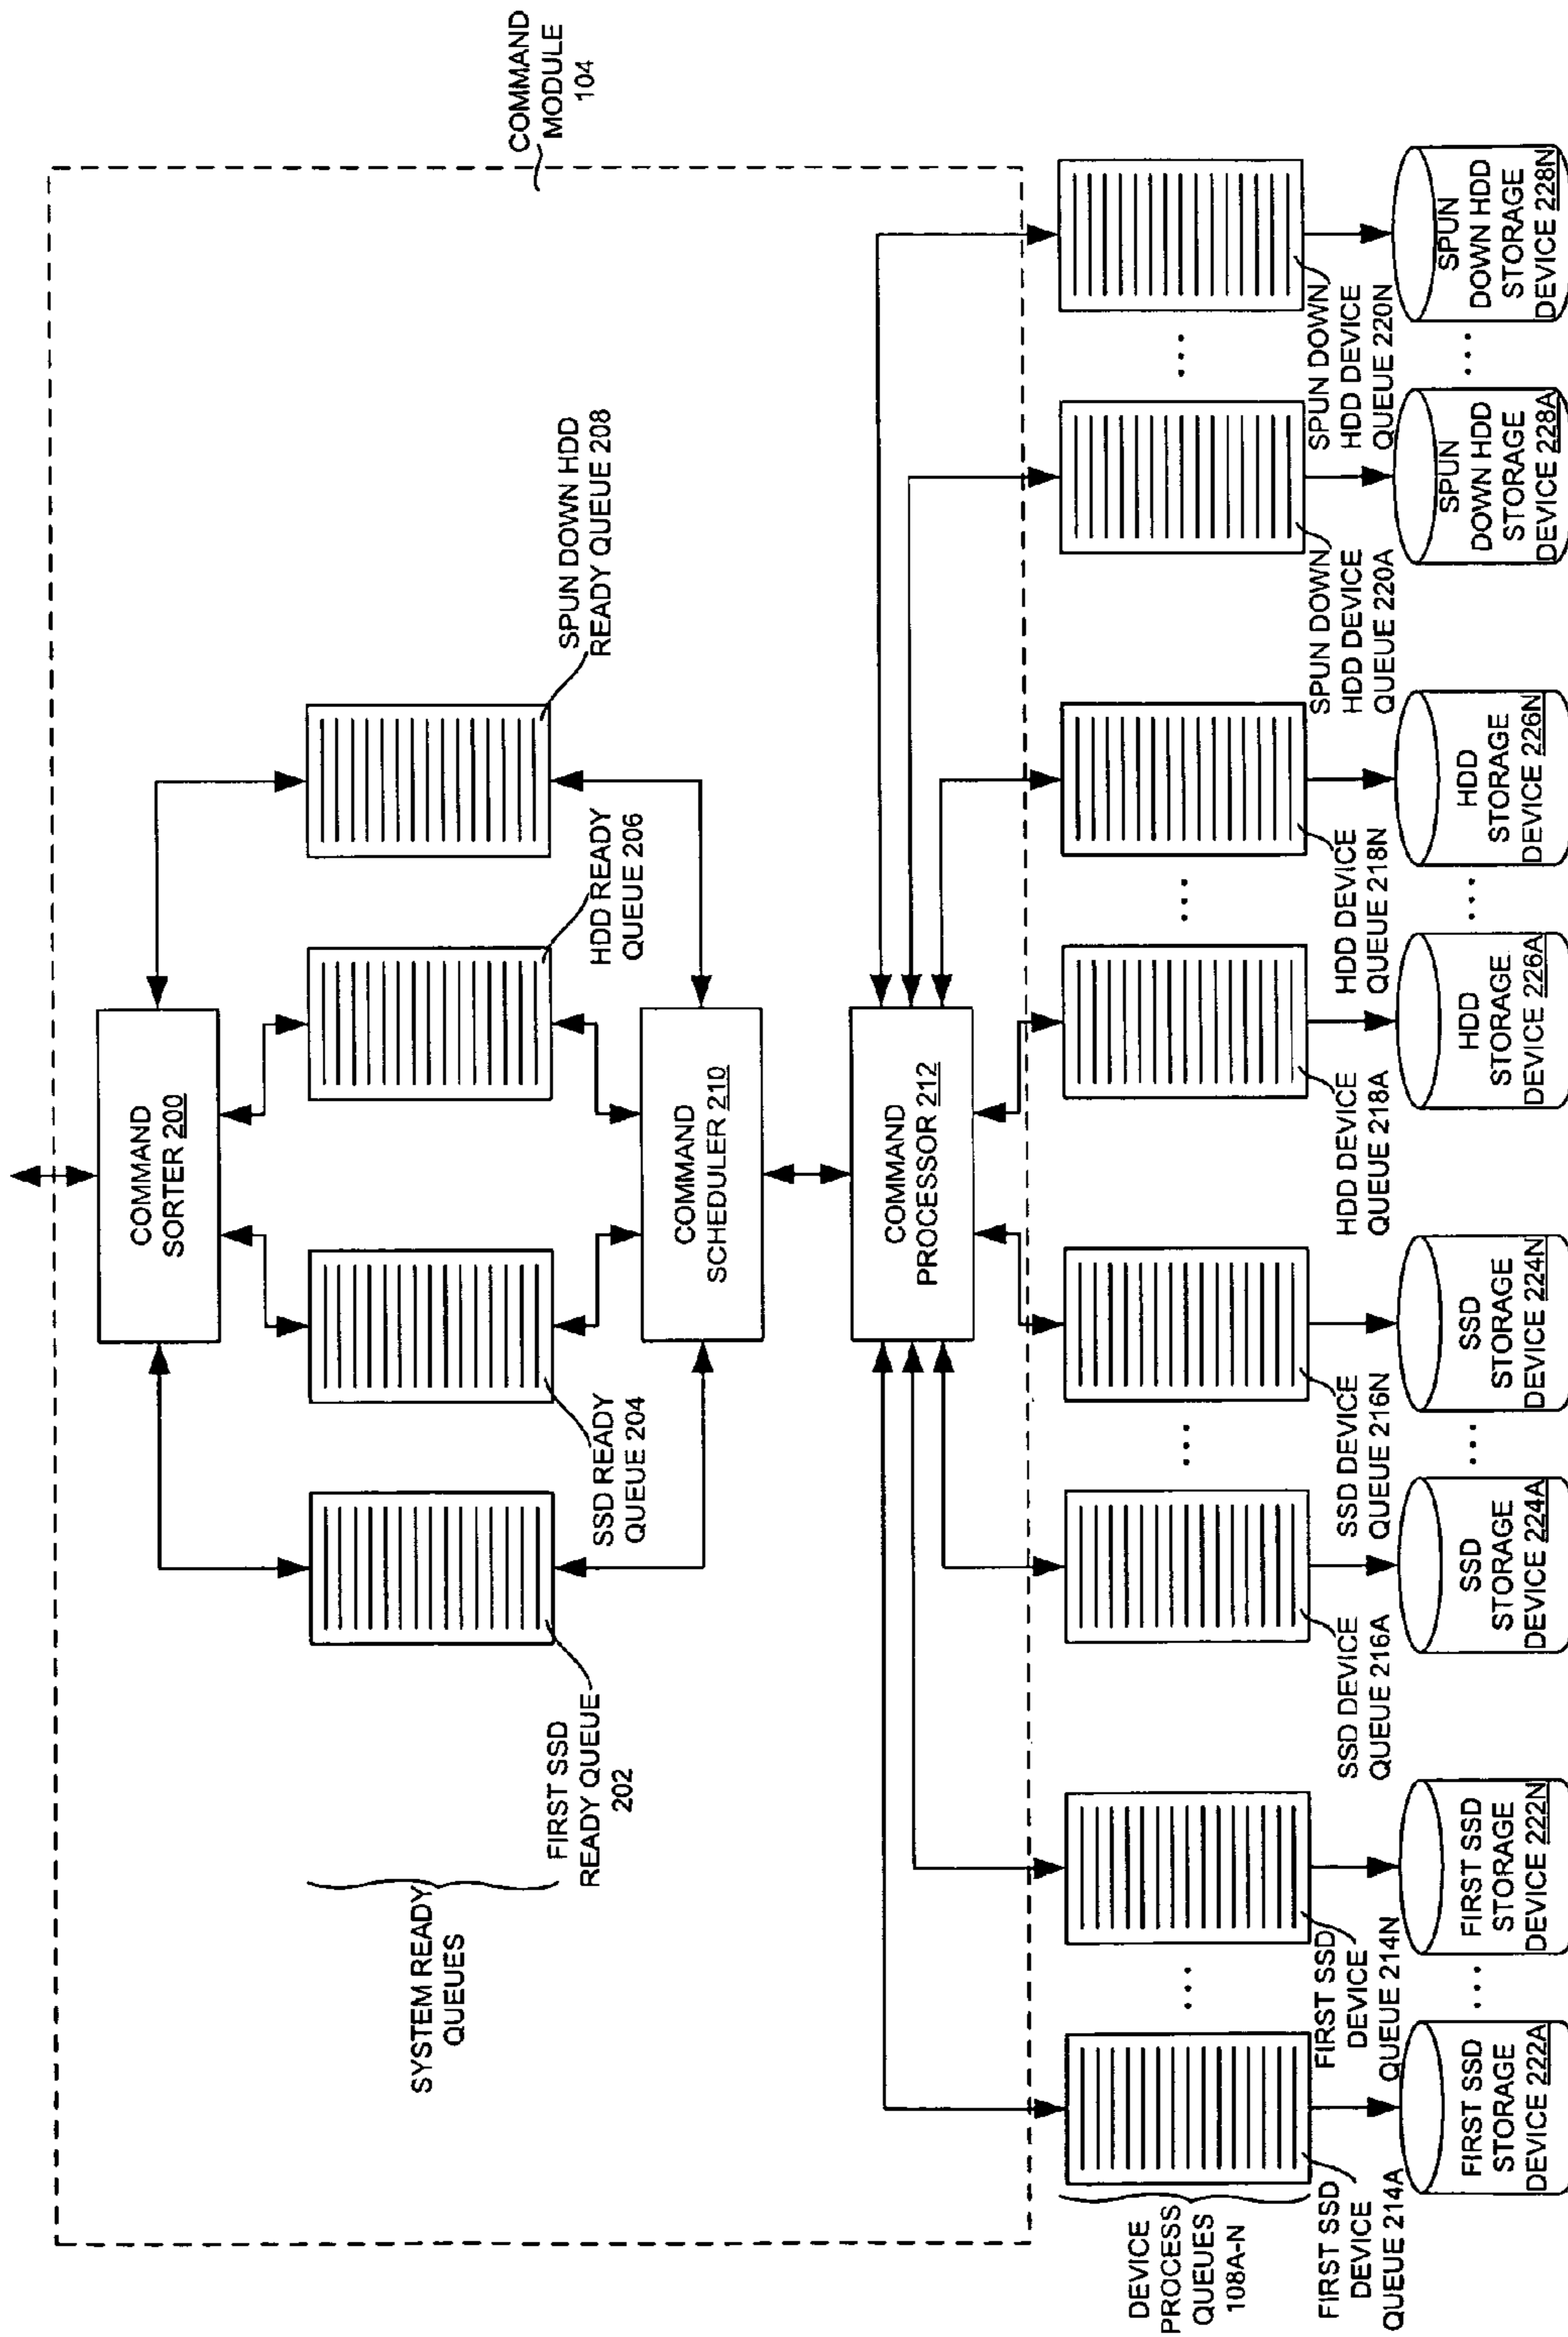 COMMAND
MODULE
104
COMMAND
SORTER 200
SYSTEM READY
QUEUES
FIRST SSD
READY QUEUE
202
SSD READY
QUEUE 204
HDD READY
QUEUE 206
SPUN DOWN HDD
READY QUEUE 208
COMMAND
SCHEDULER 210
COMMAND
PROCESSOR 212
DEVICE
PROCESS
QUEUES
108A-N
FIRST SSD
DEVICE
QUEUE 214A
...
FIRST SSD
DEVICE
QUEUE 214N
SSD DEVICE
QUEUE 216A
...
SSD DEVICE
QUEUE 216N
HDD DEVICE
QUEUE 218A
...
HDD DEVICE
QUEUE 218N
SPUN DOWN
HDD DEVICE
QUEUE 220A
...
SPUN DOWN
HDD DEVICE
QUEUE 220N
FIRST SSD
STORAGE
DEVICE 222A
...
FIRST SSD
STORAGE
DEVICE 222N
SSD
STORAGE
DEVICE 224A
...
SSD
STORAGE
DEVICE 224N
HDD
STORAGE
DEVICE 226A
...
HDD
STORAGE
DEVICE 226N
SPUN
DOWN HDD
STORAGE
DEVICE 228A
...
SPUN
DOWN HDD
STORAGE
DEVICE 228N